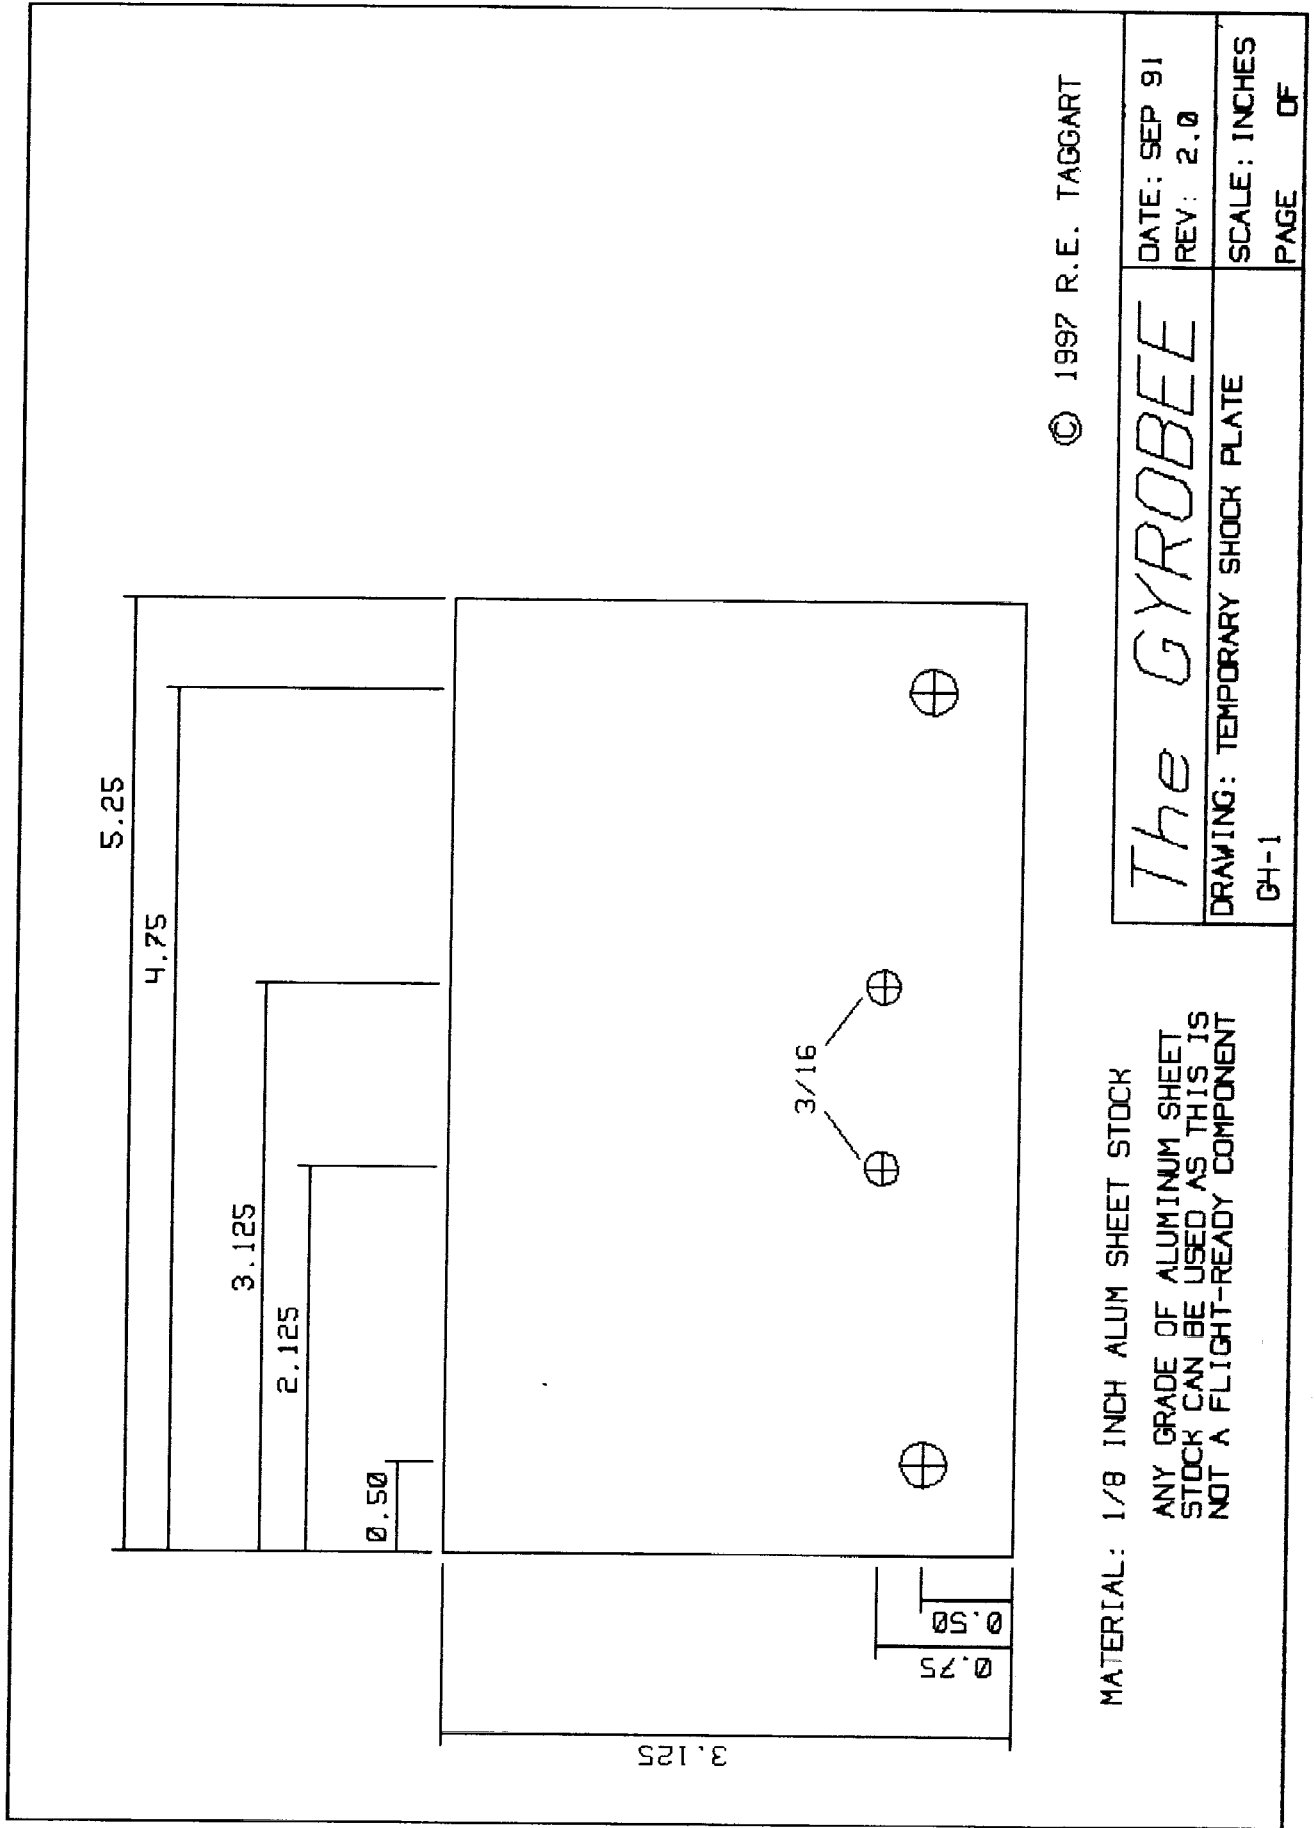 5.25
4.75
3.125
2.125
0.50
3.125
0.75
0.50
3/16
© 1997 R.E. TAGGART
MATERIAL: 1/8 INCH ALUM SHEET STOCK
ANY GRADE OF ALUMINUM SHEET
STOCK CAN BE USED AS THIS IS
NOT A FLIGHT-READY COMPONENT
The GYROBEE
DATE: SEP 91
REV: 2.0
DRAWING: TEMPORARY SHOCK PLATE
G4-1
SCALE: INCHES
PAGE OF